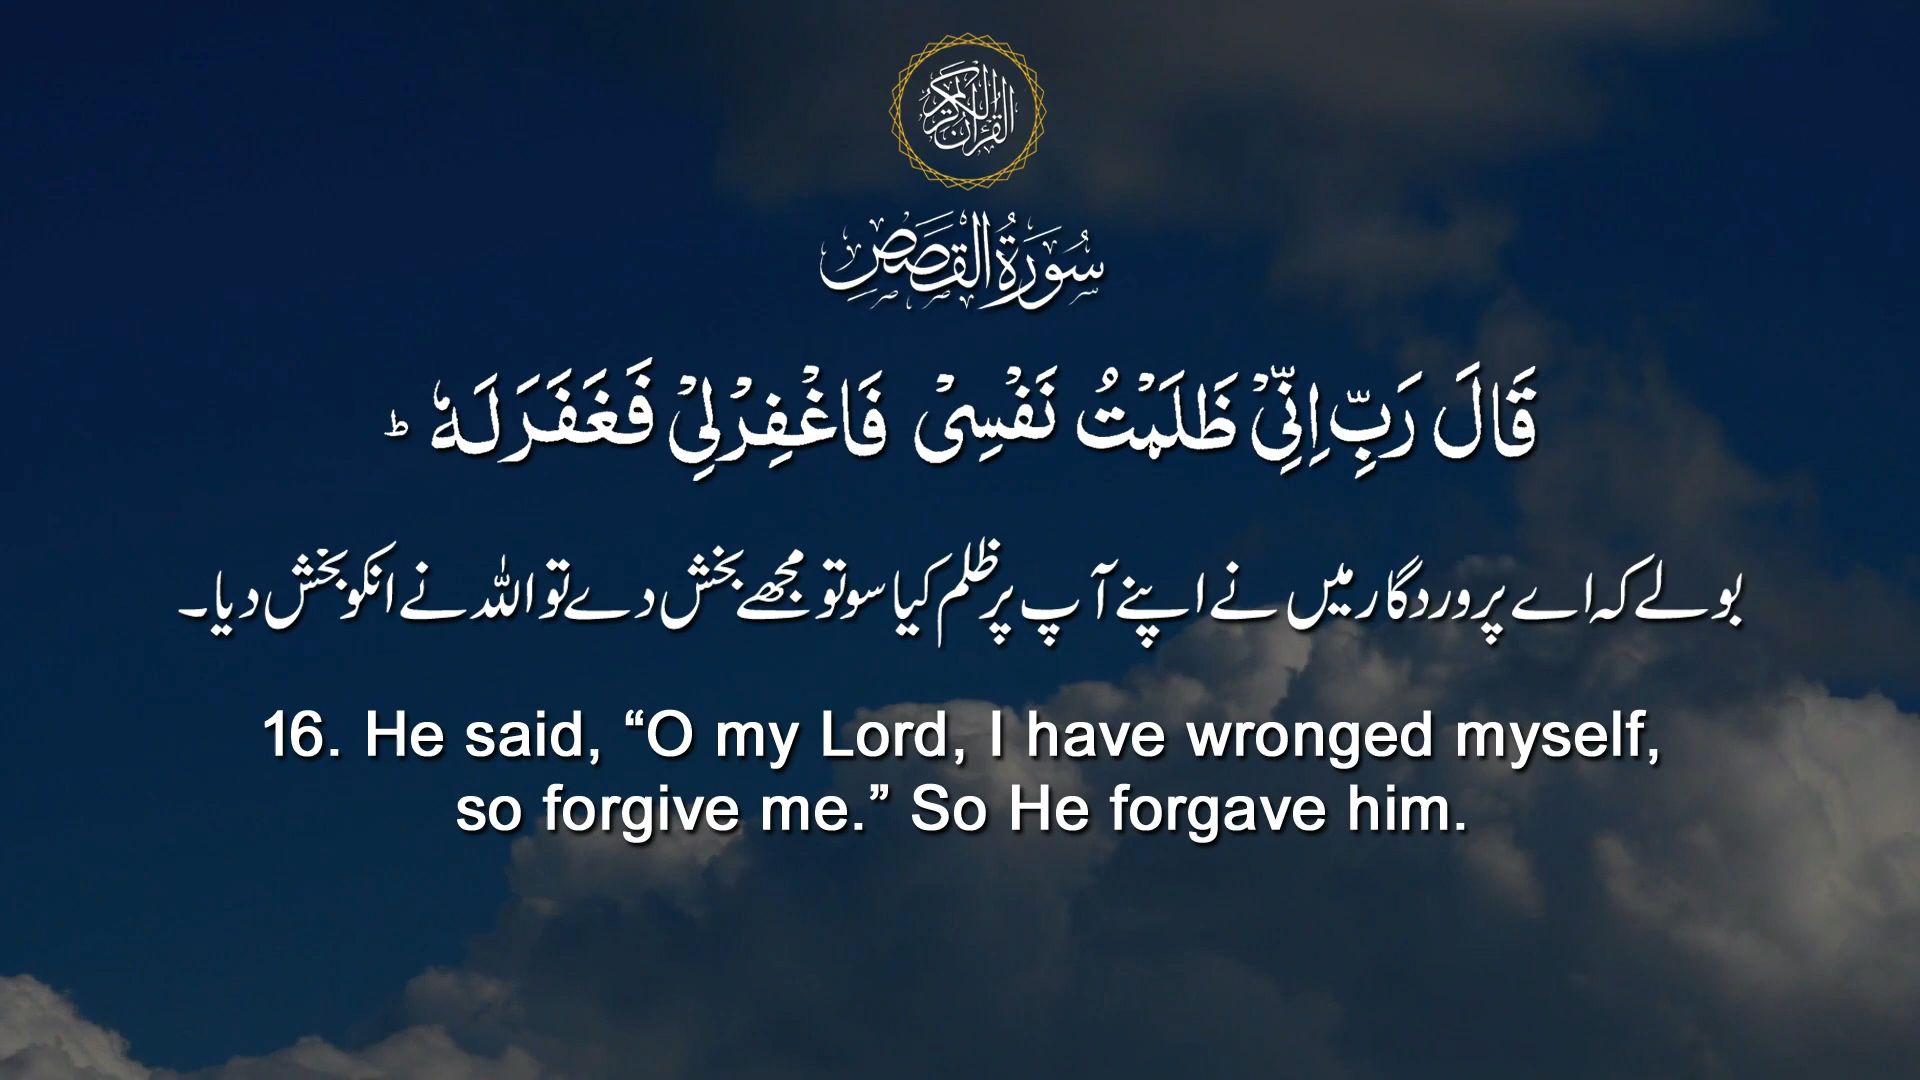 القرآن الكريم
سُورَةُ الْقَصَصِ
قَالَ رَبِّ اِنِّیْ ظَلَمْتُ نَفْسِیْ فَاغْفِرْلِیْ فَغَفَرَ لَهٗ ؕ
بولے کہ اے پروردگار میں نے اپنے آپ پر ظلم کیا سو تو مجھے بخش دے تو اللہ نے انکو بخش دیا۔
16. He said, “O my Lord, I have wronged myself,
so forgive me.” So He forgave him.